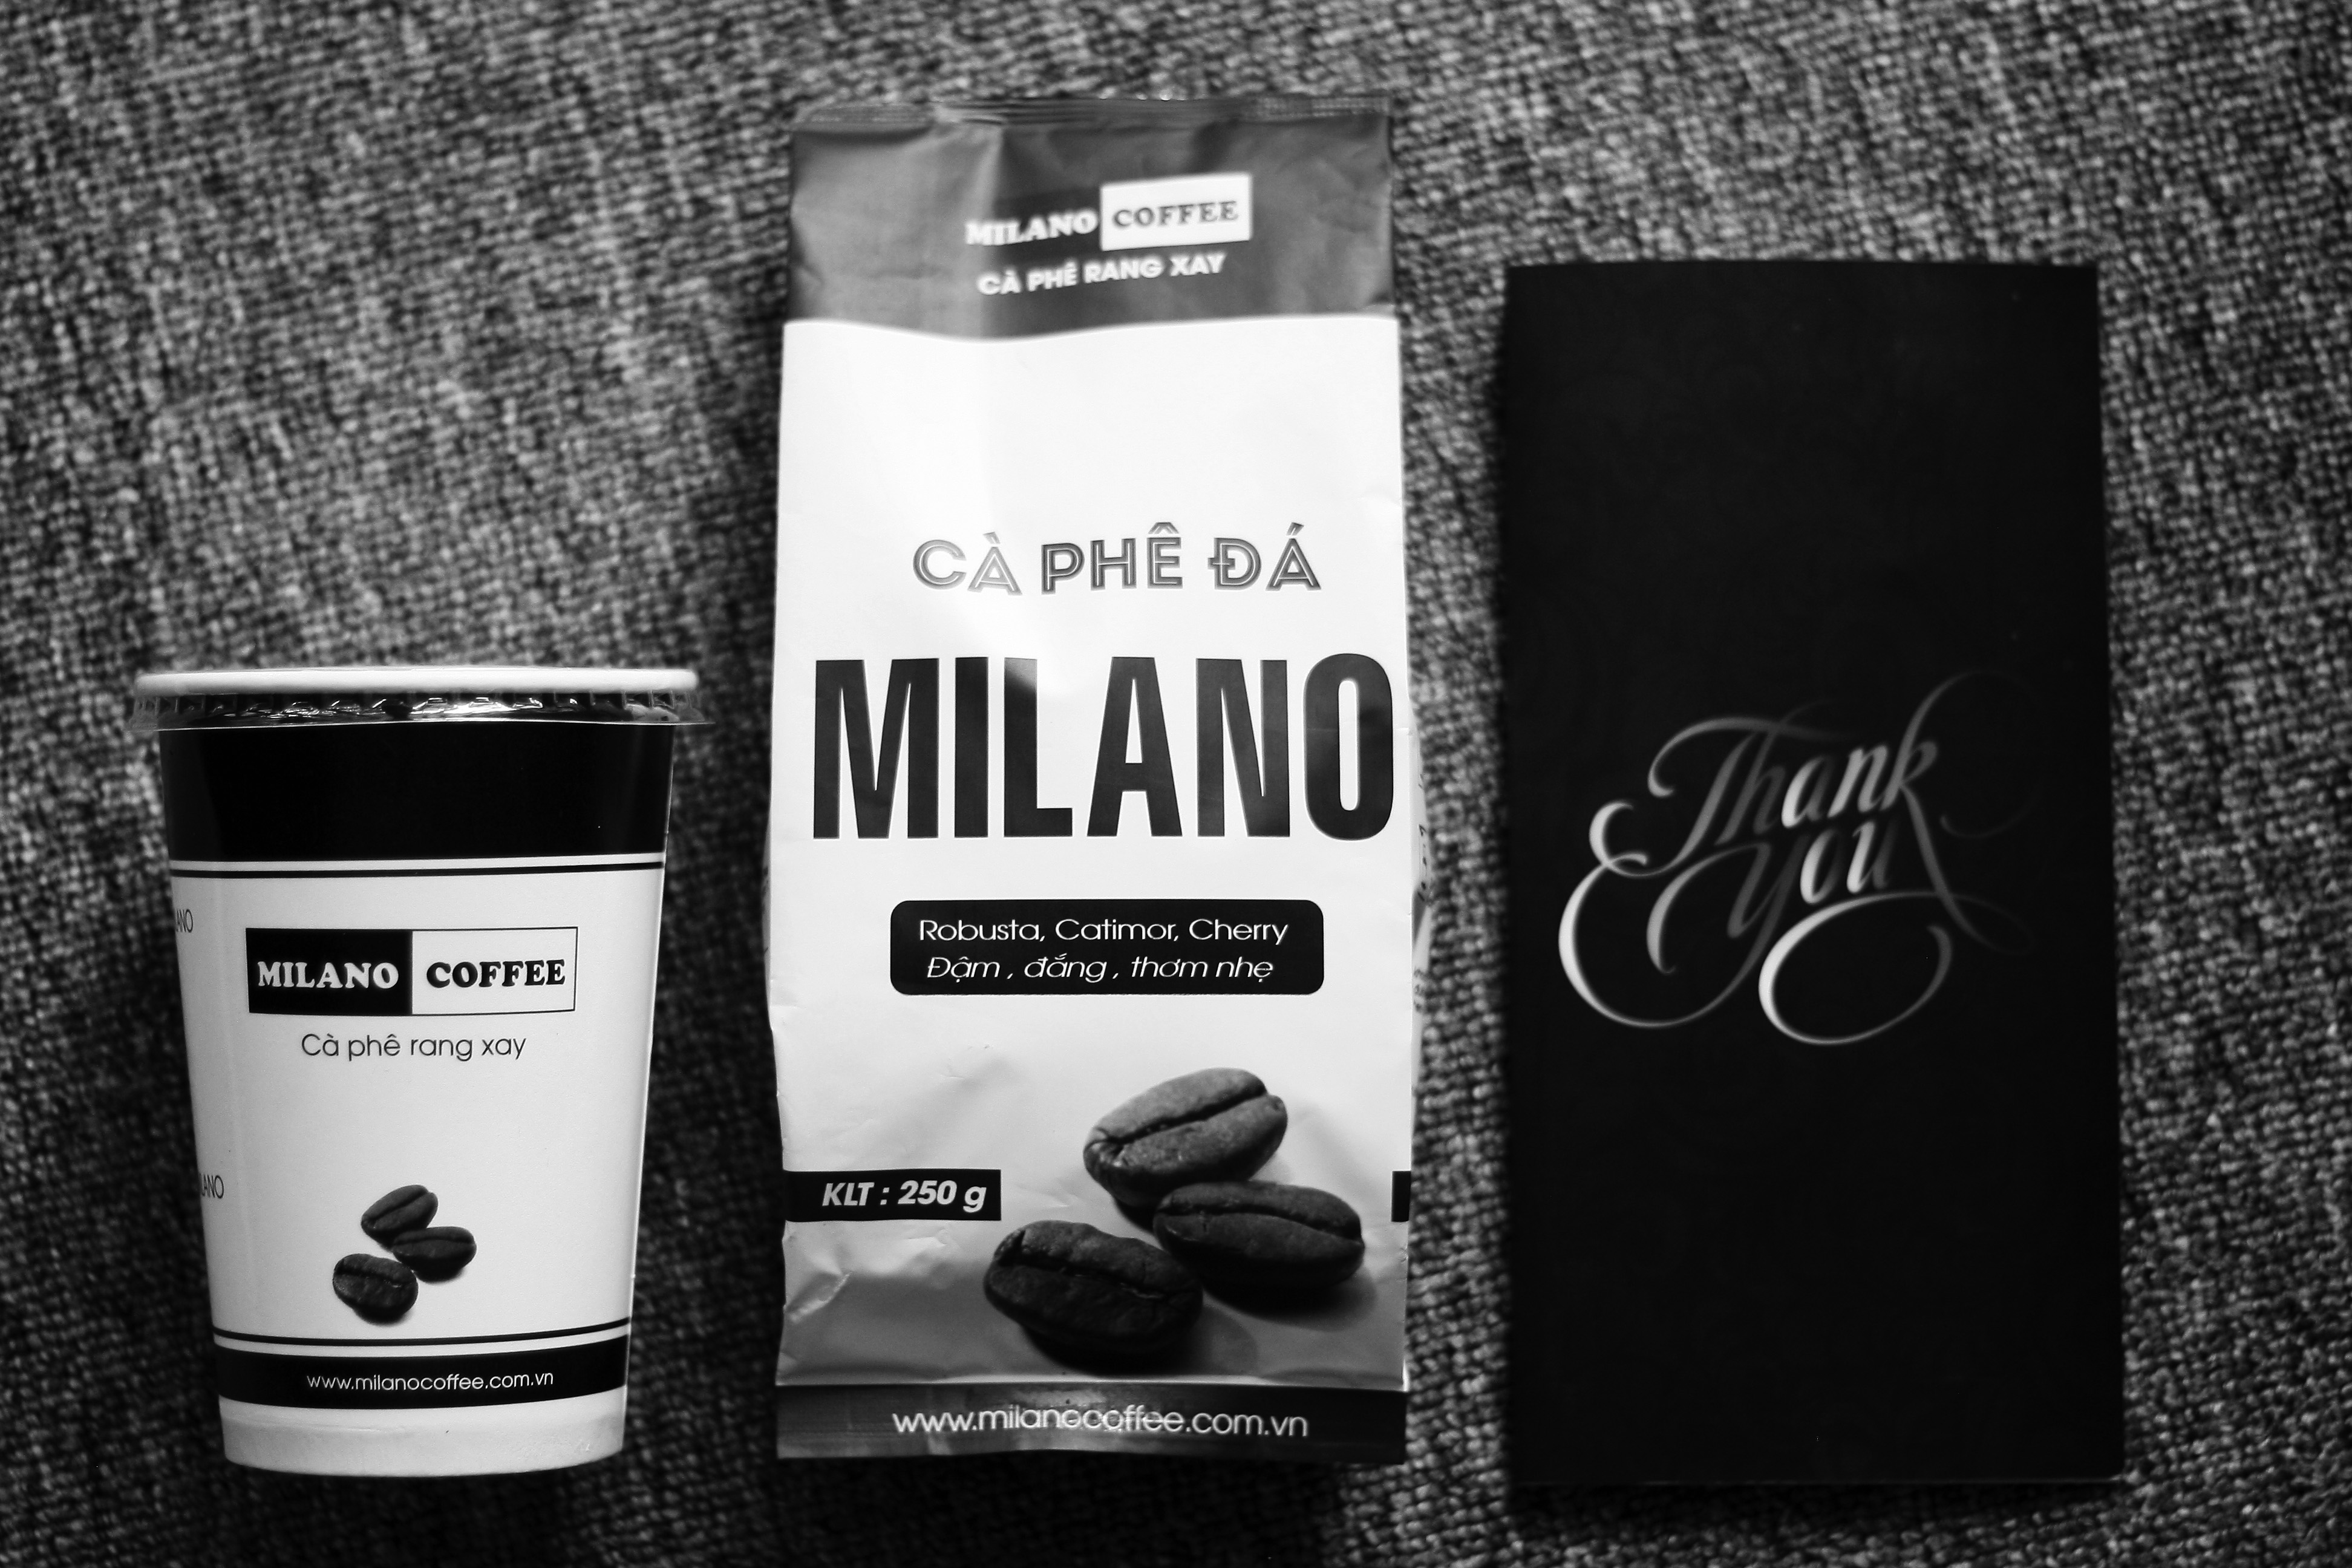 MILANO COFFEE
Cà phê rang xay
www.milanocoffee.com.vn
MILANO COFFEE
CÀ PHÊ RANG XAY
CÀ PHÊ ĐÁ
MILANO
Robusta, Catimor, Cherry
Đậm , đắng , thơm nhẹ
KLT : 250 g
www.milanocoffee.com.vn
Thank
you